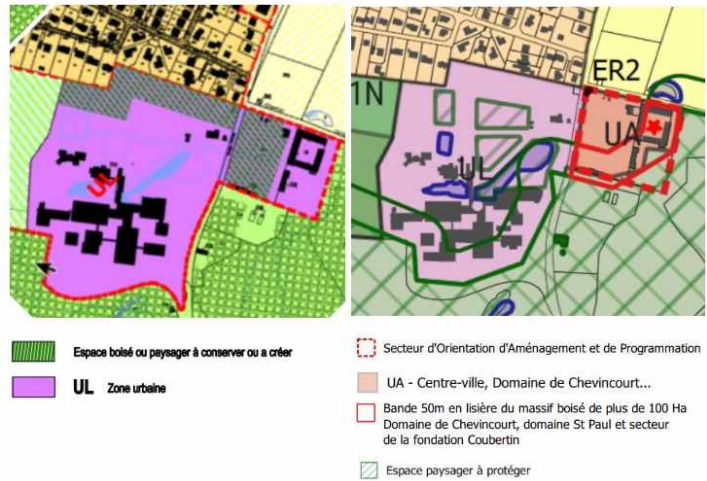 UL
1N
ER2
UA
UL
Espace boisé ou paysager à conserver ou a créer
UL Zone urbaine
Secteur d'Orientation d'Aménagement et de Programmation
UA - Centre-ville, Domaine de Chevincourt...
Bande 50m en lisière du massif boisé de plus de 100 Ha
Domaine de Chevincourt, domaine St Paul et secteur
de la fondation Coubertin
Espace paysager à protéger